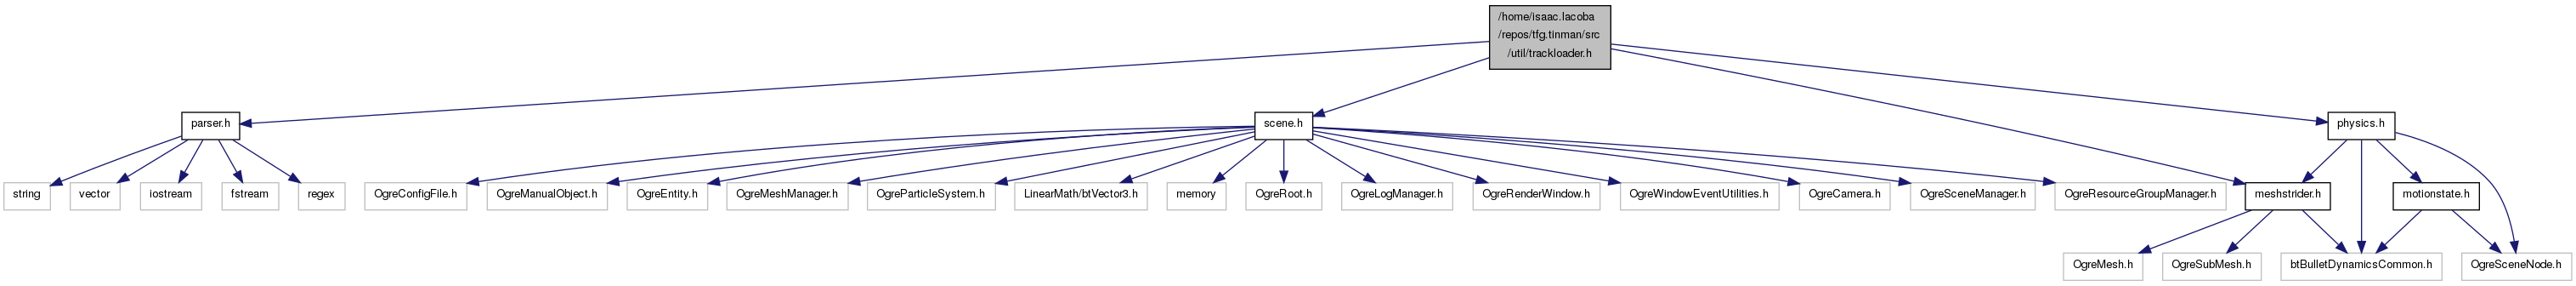 /home/isaac.lacoba
/repos/tfg.tinman/src
/util/trackloader.h
parser.h
scene.h
physics.h
string
vector
iostream
fstream
regex
OgreConfigFile.h
OgreManualObject.h
OgreEntity.h
OgreMeshManager.h
OgreParticleSystem.h
LinearMath/btVector3.h
memory
OgreRoot.h
OgreLogManager.h
OgreRenderWindow.h
OgreWindowEventUtilities.h
OgreCamera.h
OgreSceneManager.h
OgreResourceGroupManager.h
meshstrider.h
motionstate.h
OgreMesh.h
OgreSubMesh.h
btBulletDynamicsCommon.h
OgreSceneNode.h